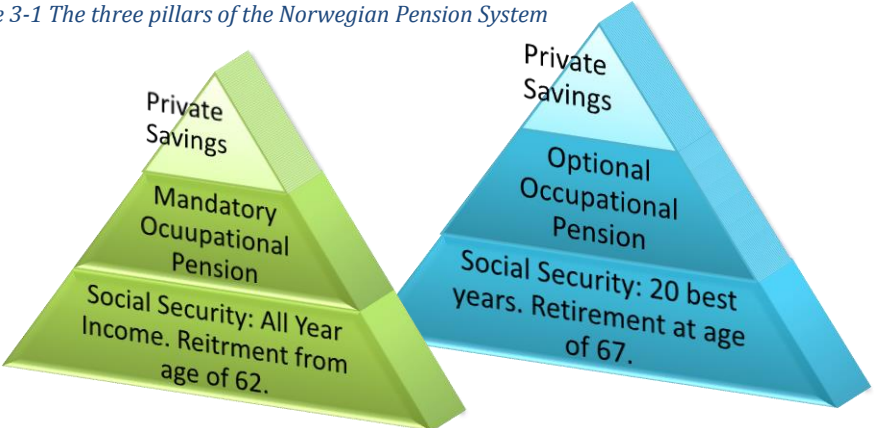 3-1 The three pillars of the Norwegian Pension System
Private
Savings
Mandatory
Ocuupational
Pension
Social Security: All Year
Income. Reitrment from
age of 62.
Private
Savings
Optional
Occupational
Pension
Social Security: 20 best
years. Retirement at age
of 67.